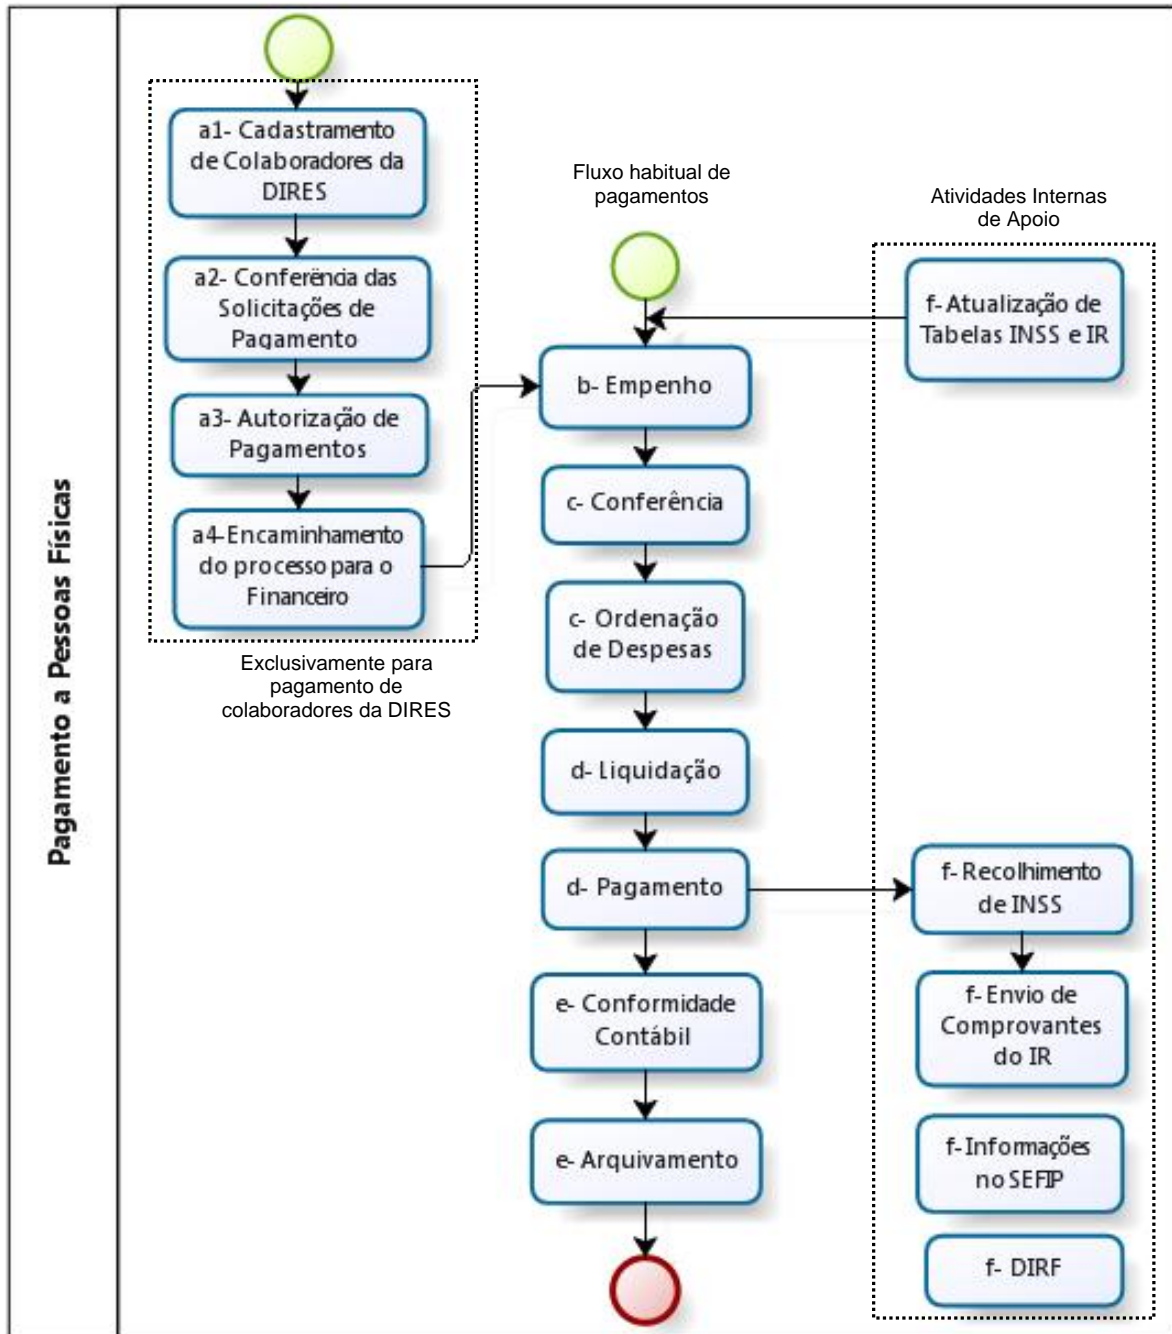 Pagamento a Pessoas Físicas
a1- Cadastramento
de Colaboradores da
DIRES
a2- Conferência das
Solicitações de
Pagamento
a3- Autorização de
Pagamentos
a4-Encaminhamento
do processo para o
Financeiro
Exclusivamente para
pagamento de
colaboradores da DIRES
Fluxo habitual de
pagamentos
b- Empenho
c- Conferência
c- Ordenação
de Despesas
d- Liquidação
d- Pagamento
e- Conformidade
Contábil
e- Arquivamento
Atividades Internas
de Apoio
f- Atualização de
Tabelas INSS e IR
f- Recolhimento
de INSS
f- Envio de
Comprovantes
do IR
f- Informações
no SEFIP
f- DIRF